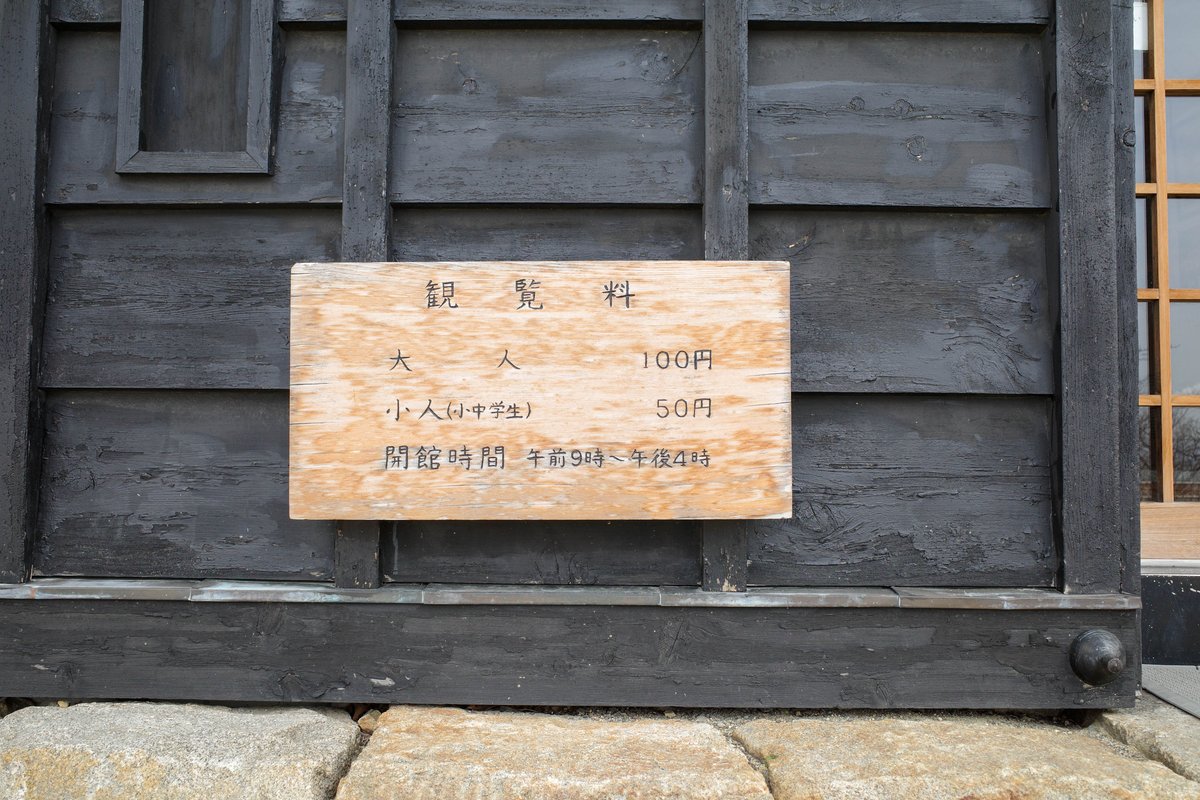 観覧料
大人 100円
小人(小中学生) 50円
開館時間 午前9時~午後4時